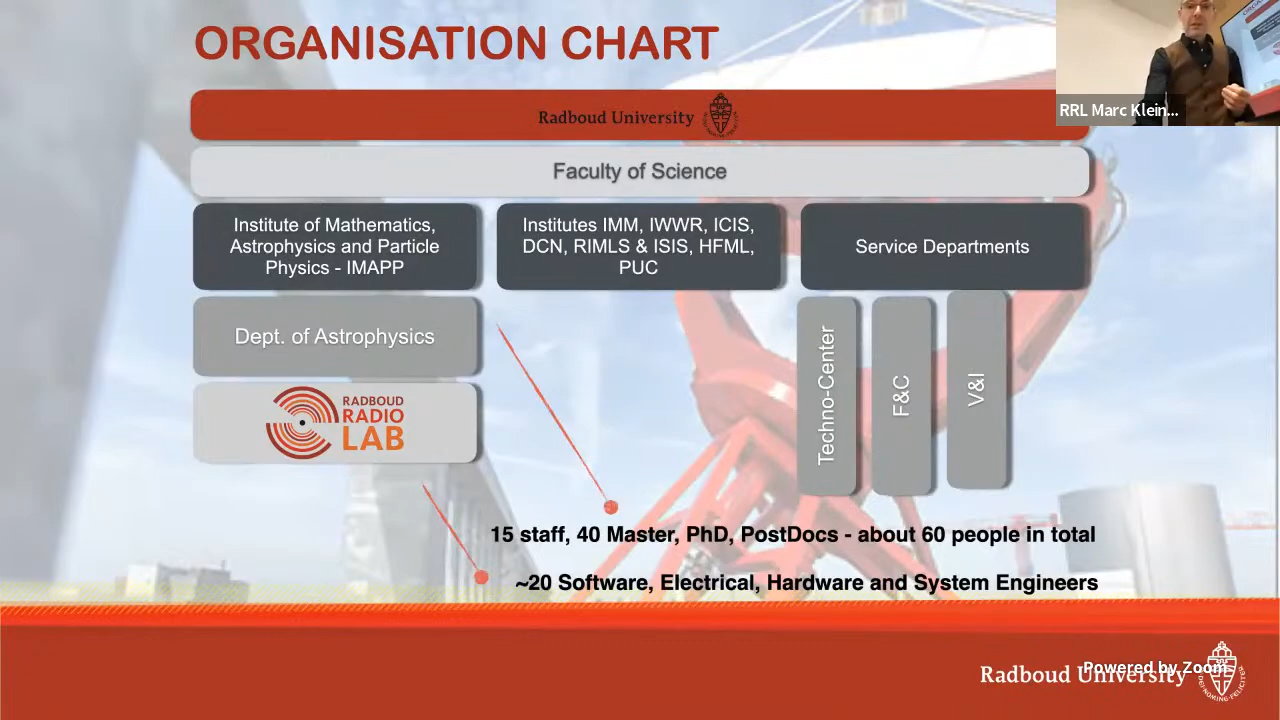 ORGANISATION CHART
RRL Marc Klein...
Radboud University
Faculty of Science
Institute of Mathematics,
Astrophysics and Particle
Physics - IMAPP
Institutes IMM, IWWR, ICIS,
DCN, RIMLS & ISIS, HFML,
PUC
Service Departments
Dept. of Astrophysics
RADBOUD
RADIO
LAB
Techno-Center
F&C
V&I
15 staff, 40 Master, PhD, PostDocs - about 60 people in total
~20 Software, Electrical, Hardware and System Engineers
Radboud University
Powered by Zoom